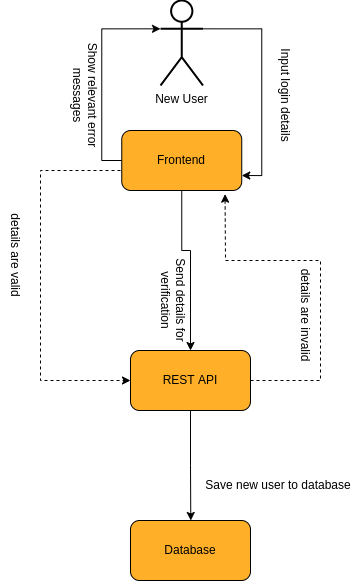 New User
Show relevant error
messages
Input login details
Frontend
details are valid
Send details for
verification
details are invalid
REST API
Save new user to database
Database